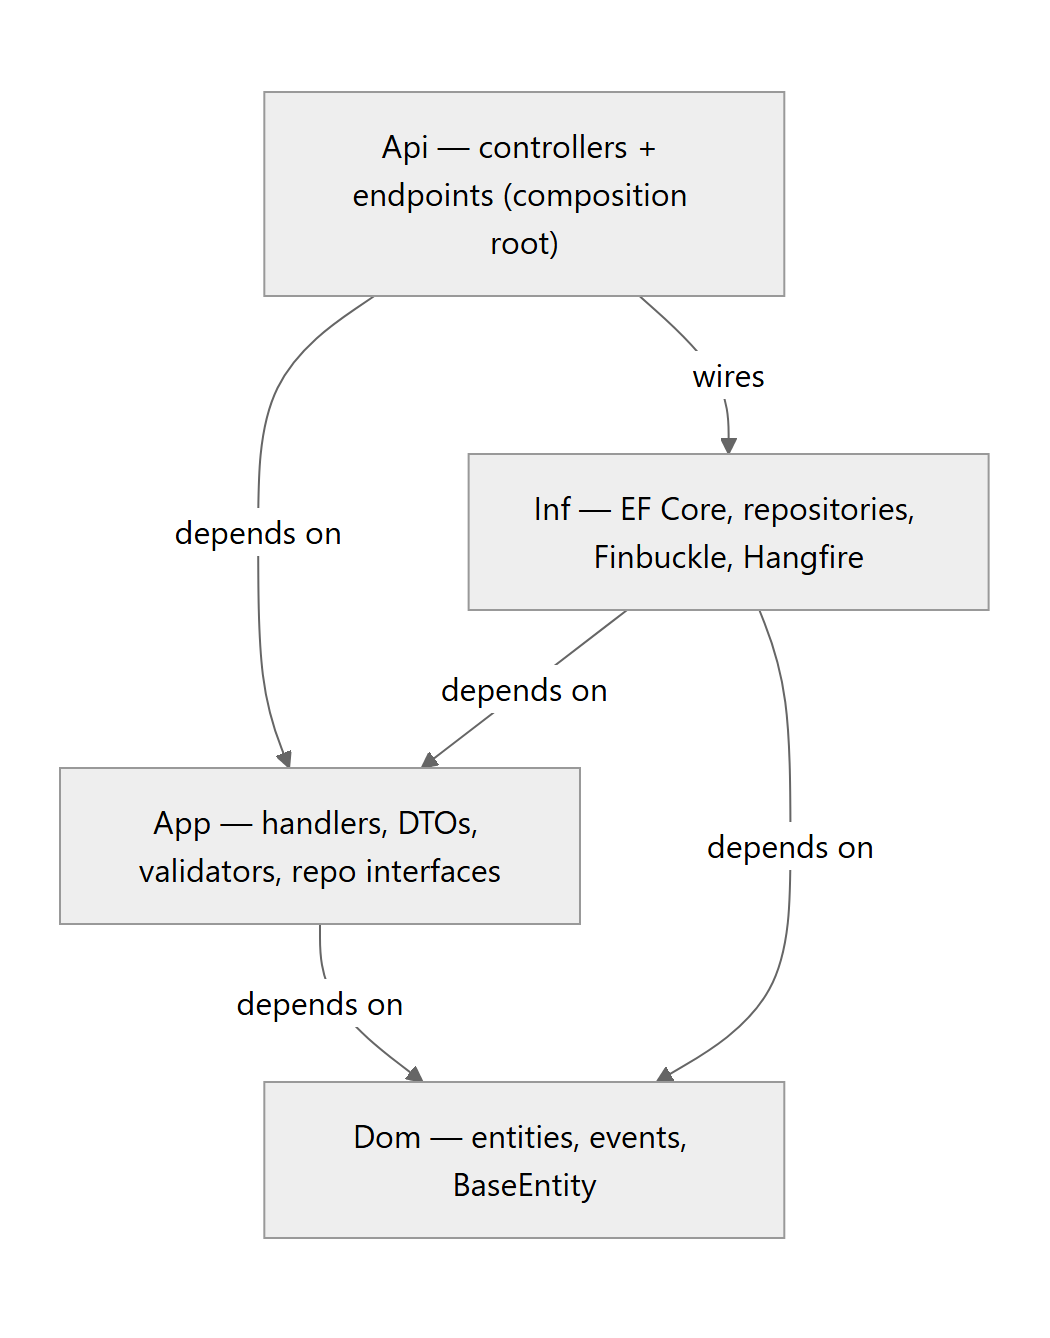 Api — controllers +
endpoints (composition
root)
wires
Inf — EF Core, repositories,
Finbuckle, Hangfire
depends on
depends on
App — handlers, DTOs,
validators, repo interfaces
depends on
depends on
Dom — entities, events,
BaseEntity